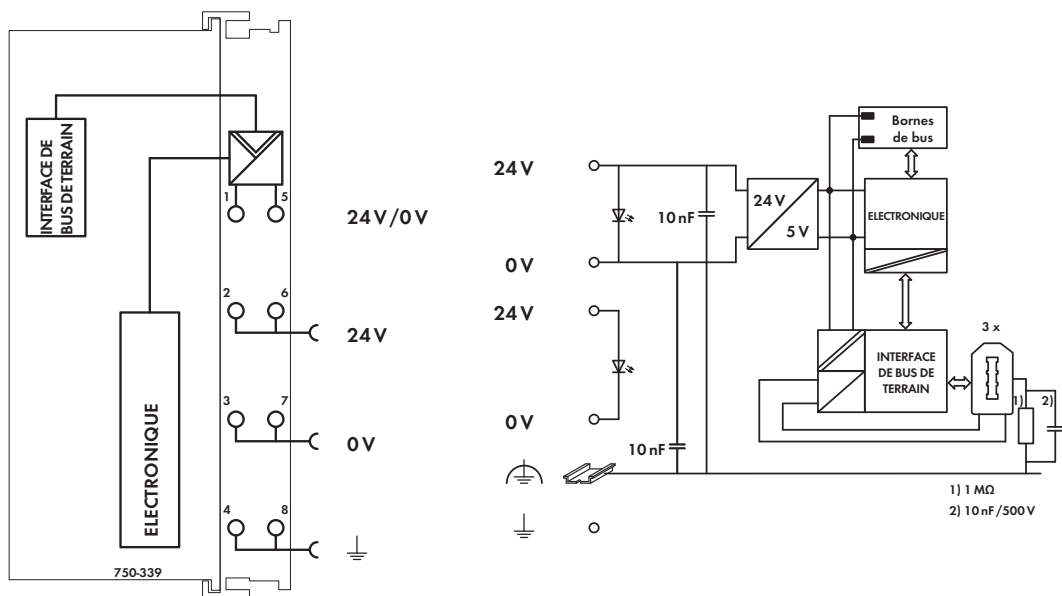 INTERFACE DE
BUS DE TERRAIN
1
5
24 V/0 V
2
6
24 V
3
7
0 V
ELECTRONIQUE
4
8
750-339
24 V
0 V
24 V
0 V
10 nF
10 nF
24 V
5 V
Bornes
de bus
ELECTRONIQUE
INTERFACE
DE BUS DE
TERRAIN
3 x
1)
2)
1) 1 MΩ
2) 10 nF/500 V